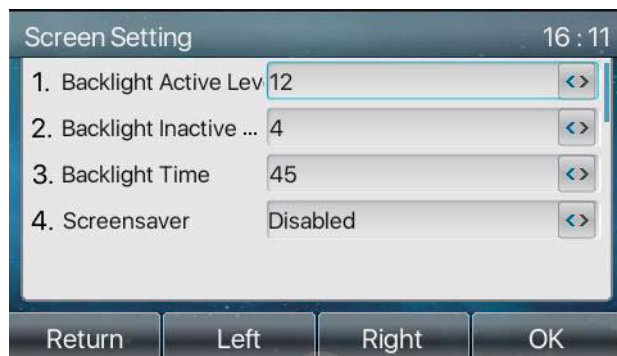 Screen Setting 16 : 11
1. Backlight Active Lev 12 <>
2. Backlight Inactive ... 4 <>
3. Backlight Time 45 <>
4. Screensaver Disabled <>
Return Left Right OK